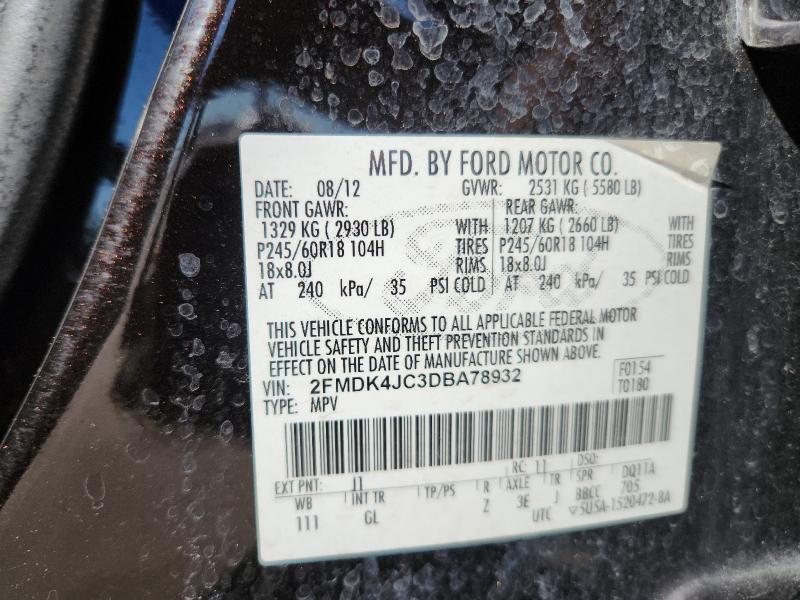 MFD. BY FORD MOTOR CO.
DATE: 08/12 GVWR: 2531 KG ( 5580 LB)
FRONT GAWR: REAR GAWR:
1329 KG ( 2930 LB) WITH 1207 KG ( 2660 LB) WITH
P245/60R18 104H TIRES P245/60R18 104H TIRES
18x8.0J RIMS 18x8.0J RIMS
AT 240 kPa/ 35 PSI COLD AT 240 kPa/ 35 PSI COLD
THIS VEHICLE CONFORMS TO ALL APPLICABLE FEDERAL MOTOR
VEHICLE SAFETY AND THEFT PREVENTION STANDARDS IN
EFFECT ON THE DATE OF MANUFACTURE SHOWN ABOVE.
VIN: 2FMDK4JC3DBA78932 F0154
TYPE: MPV T0180
EXT PNT: JJ RC: 11 DSO:
WB INT TR TP/PS R AXLE TR SPR DQ11A
111 GL Z 3E J BBCC 705
UTC 5U5A-1520472-BA